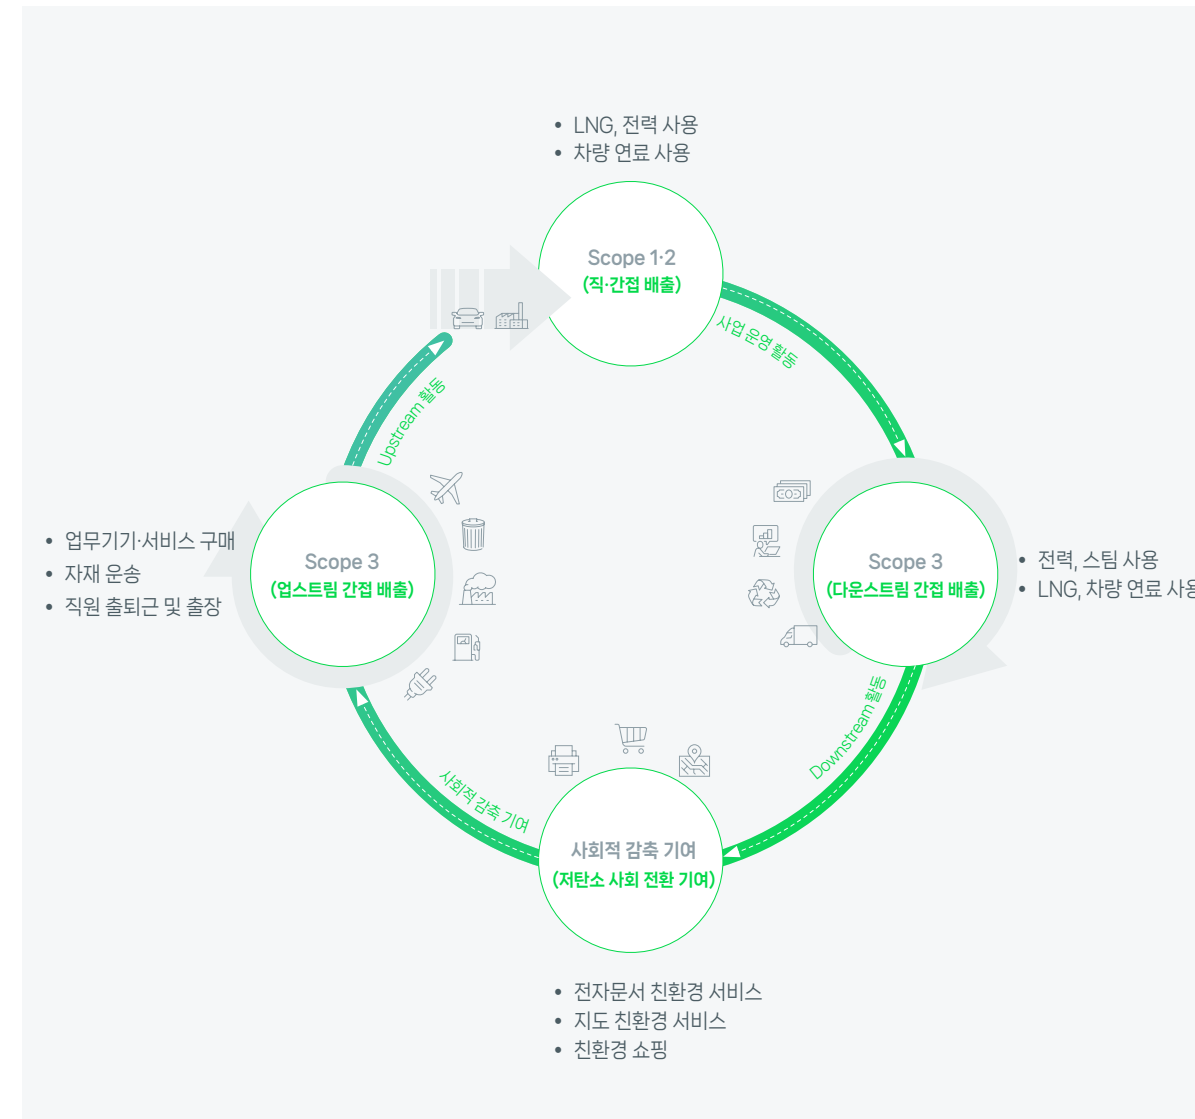 • LNG, 전력 사용
• 차량 연료 사용
Scope 1·2
(직·간접 배출)
사업 운영 활동
Upstream 활동
• 업무기기·서비스 구매
• 자재 운송
• 직원 출퇴근 및 출장
Scope 3
(업스트림 간접 배출)
Scope 3
(다운스트림 간접 배출)
• 전력, 스팀 사용
• LNG, 차량 연료 사용
Downstream 활동
사회적 감축 기여
사회적 감축 기여
(저탄소 사회 전환 기여)
• 전자문서 친환경 서비스
• 지도 친환경 서비스
• 친환경 쇼핑